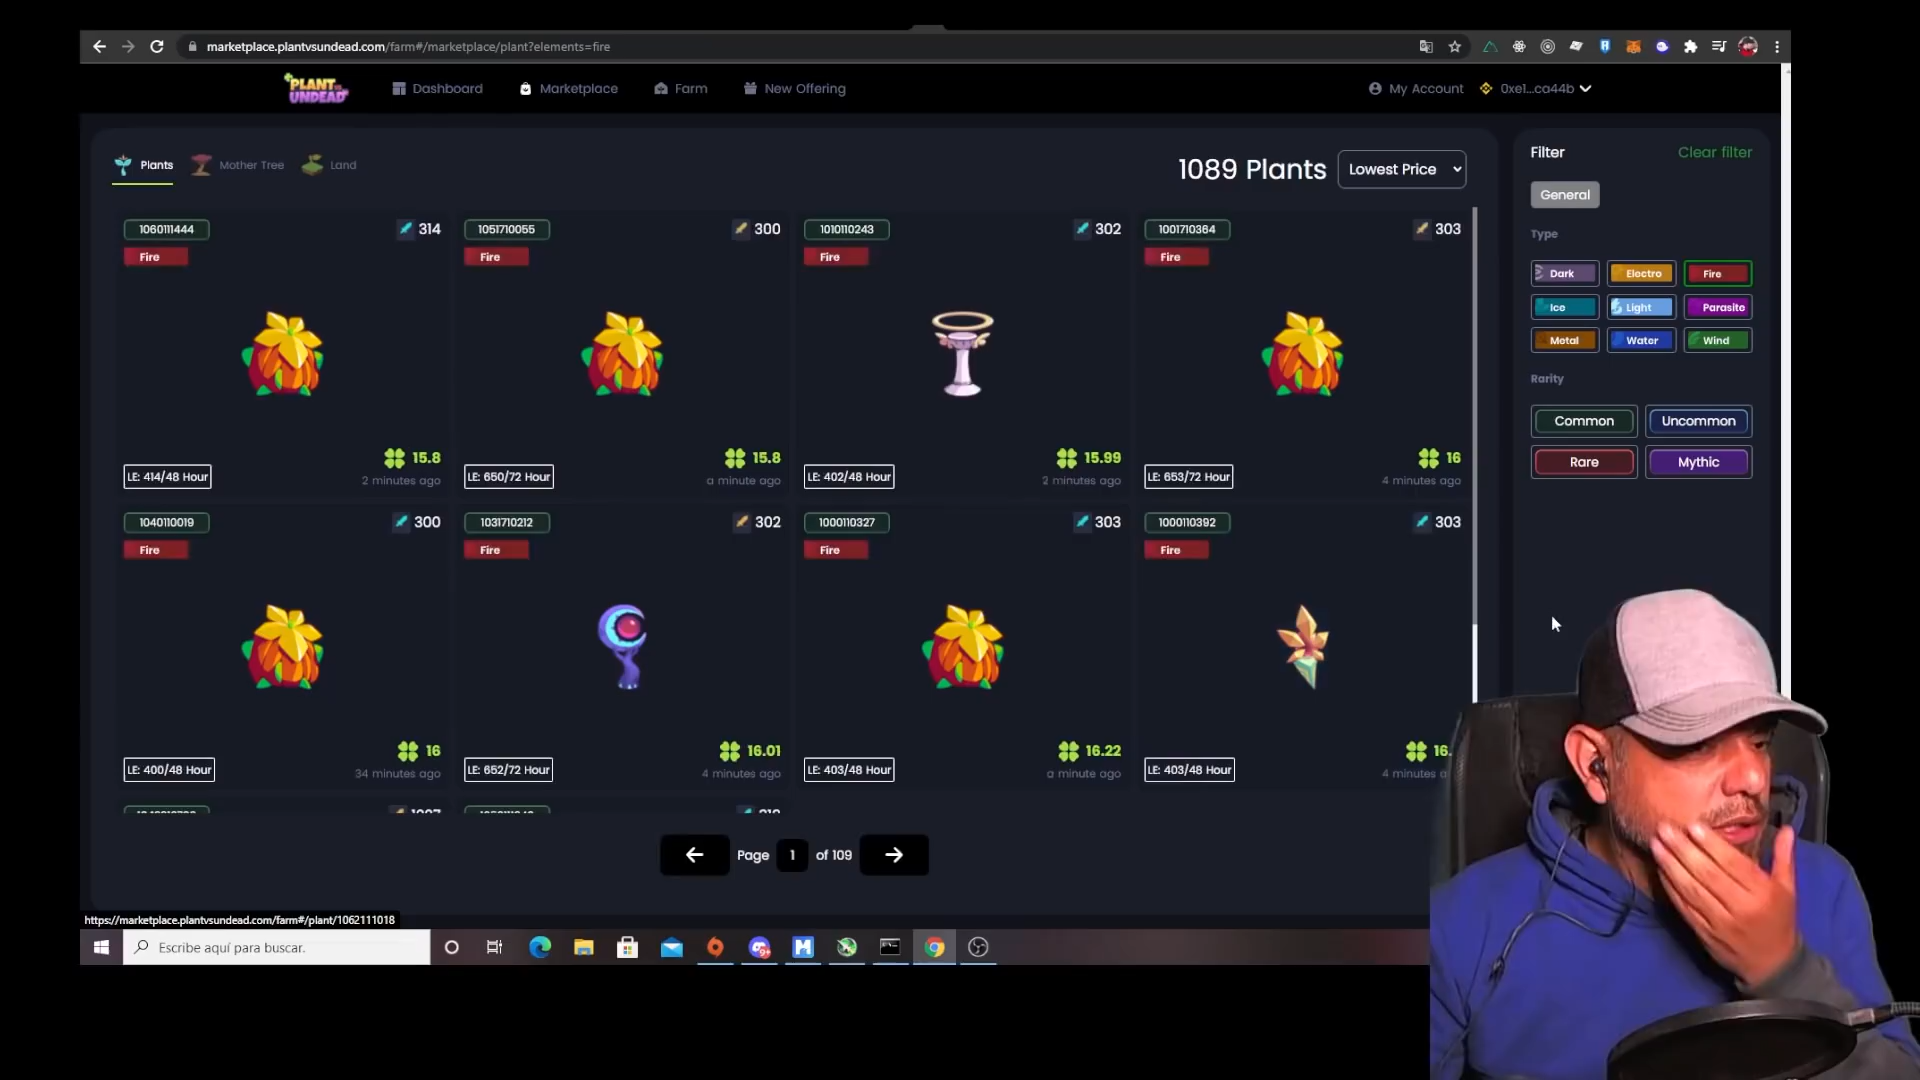 marketplace.plantvsundead.com/farm#/marketplace/plant?elements=fire
PLANT VS UNDEAD
Dashboard
Marketplace
Farm
New Offering
My Account
0xe1...ca44b
Plants
Mother Tree
Land
1089 Plants
Lowest Price
Filter
Clear filter
General
Type
Dark
Electro
Fire
Ice
Light
Parasite
Metal
Water
Wind
Rarity
Common
Uncommon
Rare
Mythic
1060111444
314
Fire
15.8
LE: 414/48 Hour
2 minutes ago
1051710055
300
Fire
15.8
LE: 650/72 Hour
a minute ago
1010110243
302
Fire
15.99
LE: 402/48 Hour
2 minutes ago
1001710364
303
Fire
16
LE: 653/72 Hour
4 minutes ago
1040110019
300
Fire
16
LE: 400/48 Hour
34 minutes ago
1031710212
302
Fire
16.01
LE: 652/72 Hour
4 minutes ago
1000110327
303
Fire
16.22
LE: 403/48 Hour
a minute ago
1000110392
303
Fire
16.
LE: 403/48 Hour
4 minutes a
Page 1 of 109
https://marketplace.plantvsundead.com/farm#/plant/1062111018
Escribe aquí para buscar.